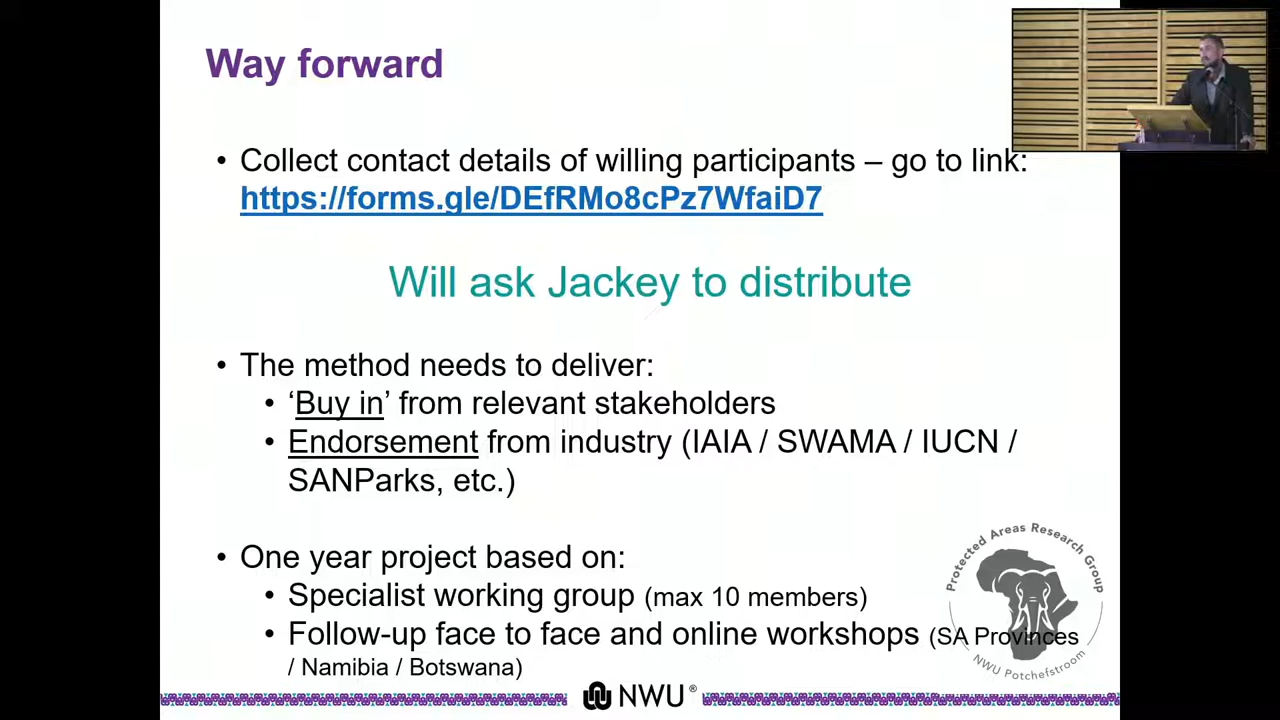 Way forward
• Collect contact details of willing participants – go to link:
https://forms.gle/DEfRMo8cPz7WfaiD7
Will ask Jackey to distribute
• The method needs to deliver:
• ‘Buy in’ from relevant stakeholders
• Endorsement from industry (IAIA / SWAMA / IUCN /
SANParks, etc.)
• One year project based on:
• Specialist working group (max 10 members)
• Follow-up face to face and online workshops (SA Provinces
/ Namibia / Botswana)
Protected Areas Research Group
NWU Potchefstroom
NWU®